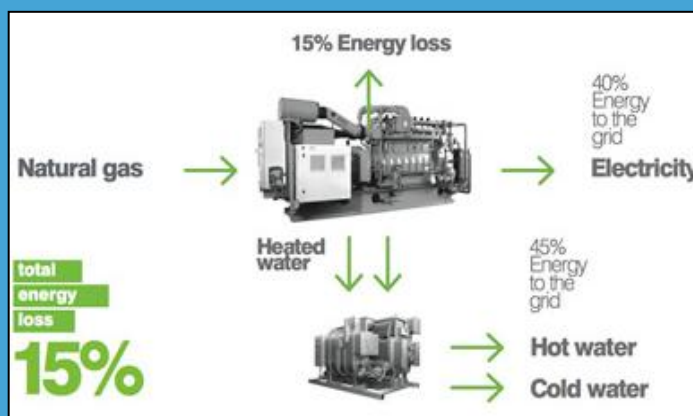 15% Energy loss
40%
Energy
to the
grid
Natural gas
Electricity
Heated
water
45%
Energy
to the
grid
total
energy
loss
15%
Hot water
Cold water